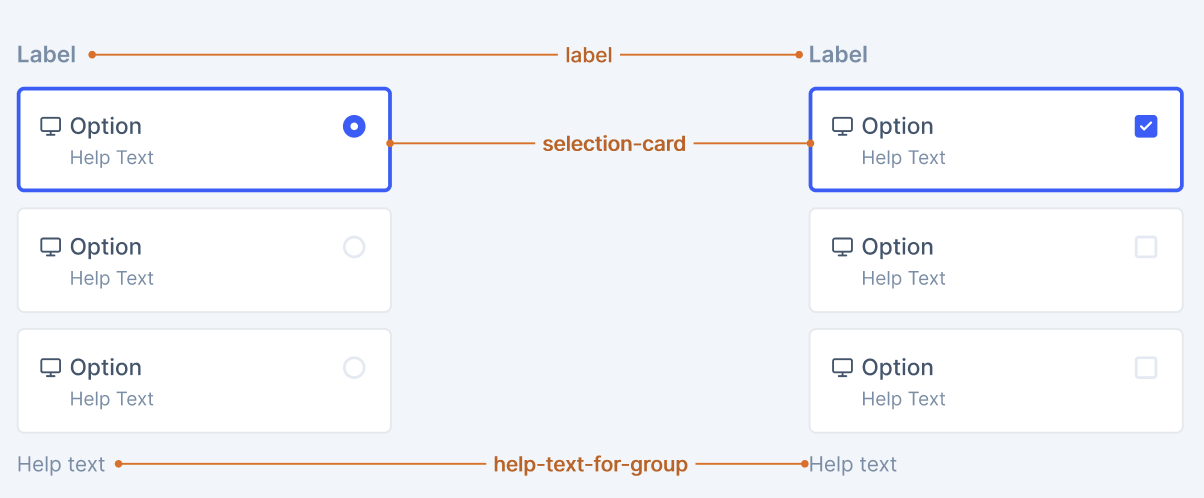 Label label Label
Option Option
Help Text selection-card Help Text
Option Option
Help Text Help Text
Option Option
Help Text Help Text
Help text help-text-for-group Help text